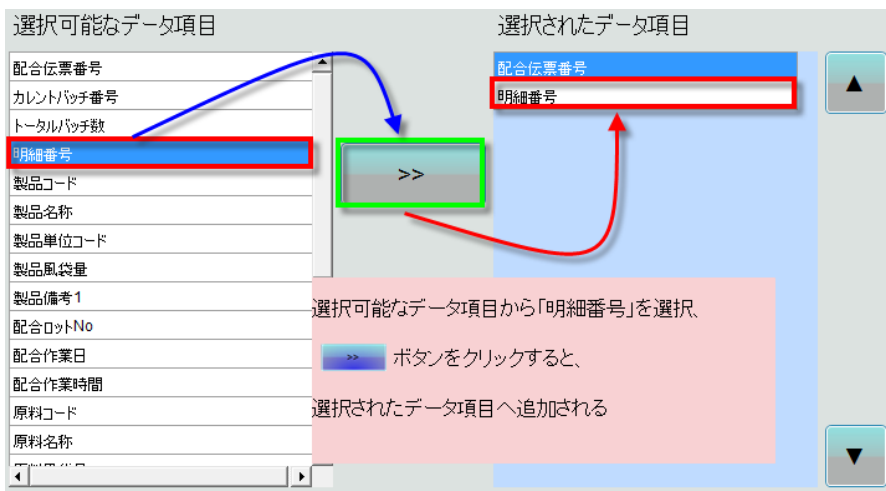 選択可能なデータ項目
配合伝票番号
カレントバッチ番号
トータルバッチ数
明細番号
製品コード
製品名称
製品単位コード
製品風袋量
製品備考1
配合ロットNo
配合作業日
配合作業時間
原料コード
原料名称
>>
選択されたデータ項目
配合伝票番号
明細番号
▲
▼
選択可能なデータ項目から「明細番号」を選択、
>> ボタンをクリックすると、
選択されたデータ項目へ追加される